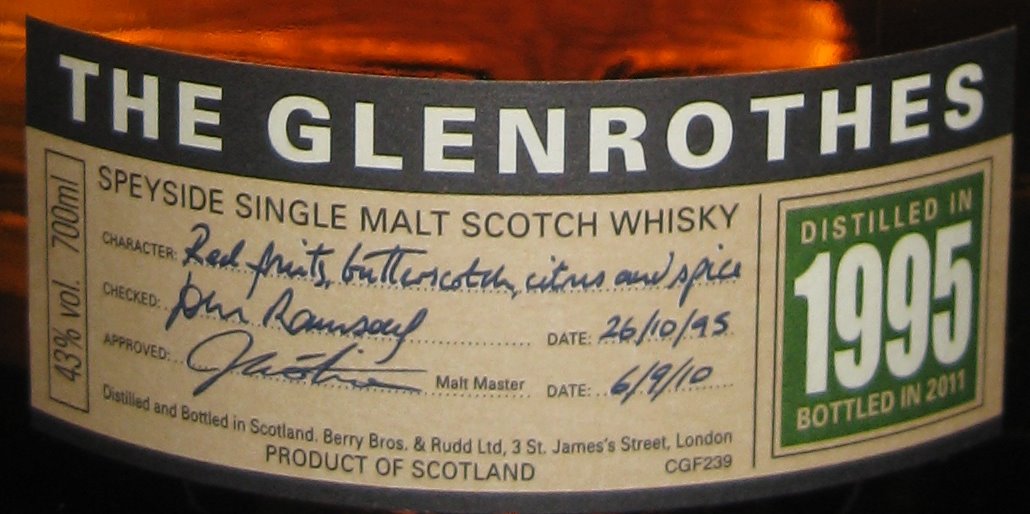 THE GLENROTHES
43% vol. 700ml
SPEYSIDE SINGLE MALT SCOTCH WHISKY
CHARACTER: Red fruits, butterscotch, citrus and spice
CHECKED: John Ramsay DATE: 26/10/95
APPROVED: Malt Master DATE: 6/9/10
Distilled and Bottled in Scotland. Berry Bros. & Rudd Ltd, 3 St. James's Street, London
PRODUCT OF SCOTLAND CGF239
DISTILLED IN
1995
BOTTLED IN 2011